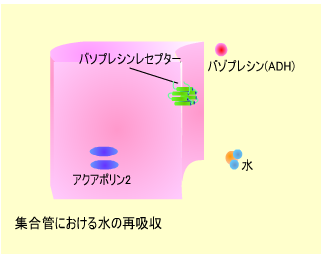 バソプレシンレセプター
バゾプレシン(ADH)
水
アクアポリン2
集合管における水の再吸収